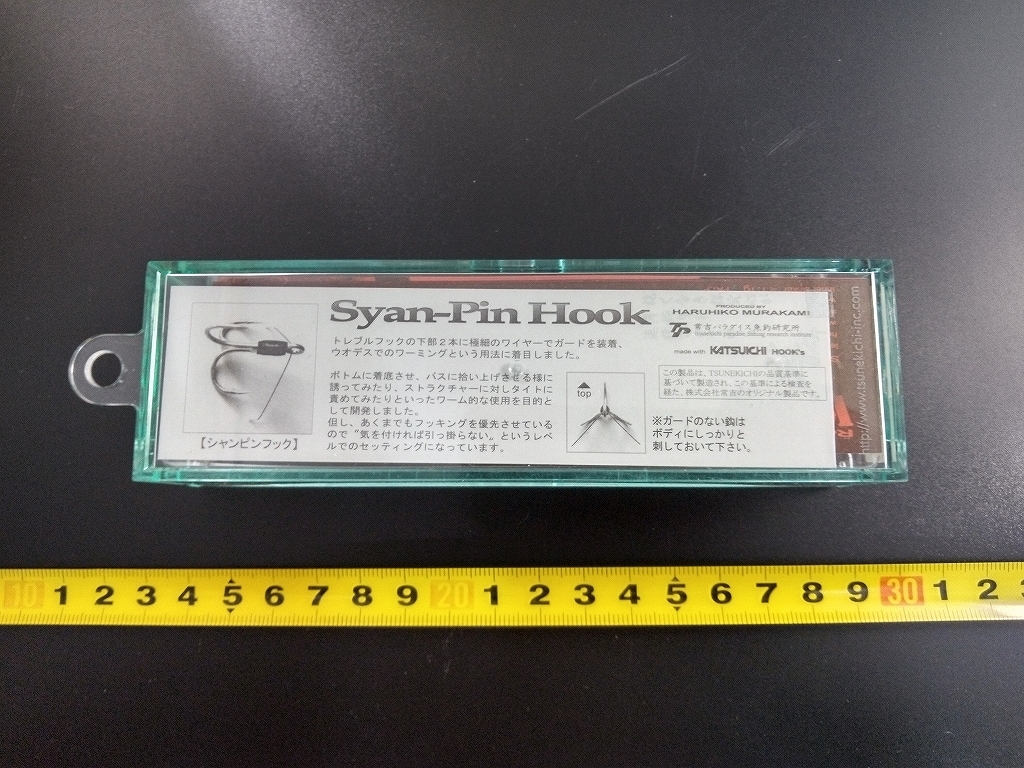 Syan-Pin Hook
トレブルフックの下部2本に極細のワイヤーでガードを装着、
ウオデスでのワーミングという用法に着目しました。
ボトムに着底させ、バスに拾い上げさせる様に
誘ってみたり、ストラクチャーに対しタイトに
責めてみたりといったワーム的な使用を目的と
して開発しました。
但し、あくまでもフッキングを優先させている
ので“気を付ければ引っ掛らない。というレベ
ルでのセッティングになっています。
【シャンピンフック】
top
PRODUCED BY
HARUHIKO MURAKAMI
TP 常吉パラダイス魚釣研究所
tsunekichi paradise fishing research institute
made with KATSUICHI HOOK's
この製品は、TSUNEKICHIの品質基準に
基づいて製造され、この基準による検査を
経た、株式会社常吉のオリジナル製品です。
※ガードのない鈎は
ボディにしっかりと
刺しておいて下さい。
http://www.tsunekichi-inc.com
10 1 2 3 4 5 6 7 8 9 20 1 2 3 4 5 6 7 8 9 30 1 2